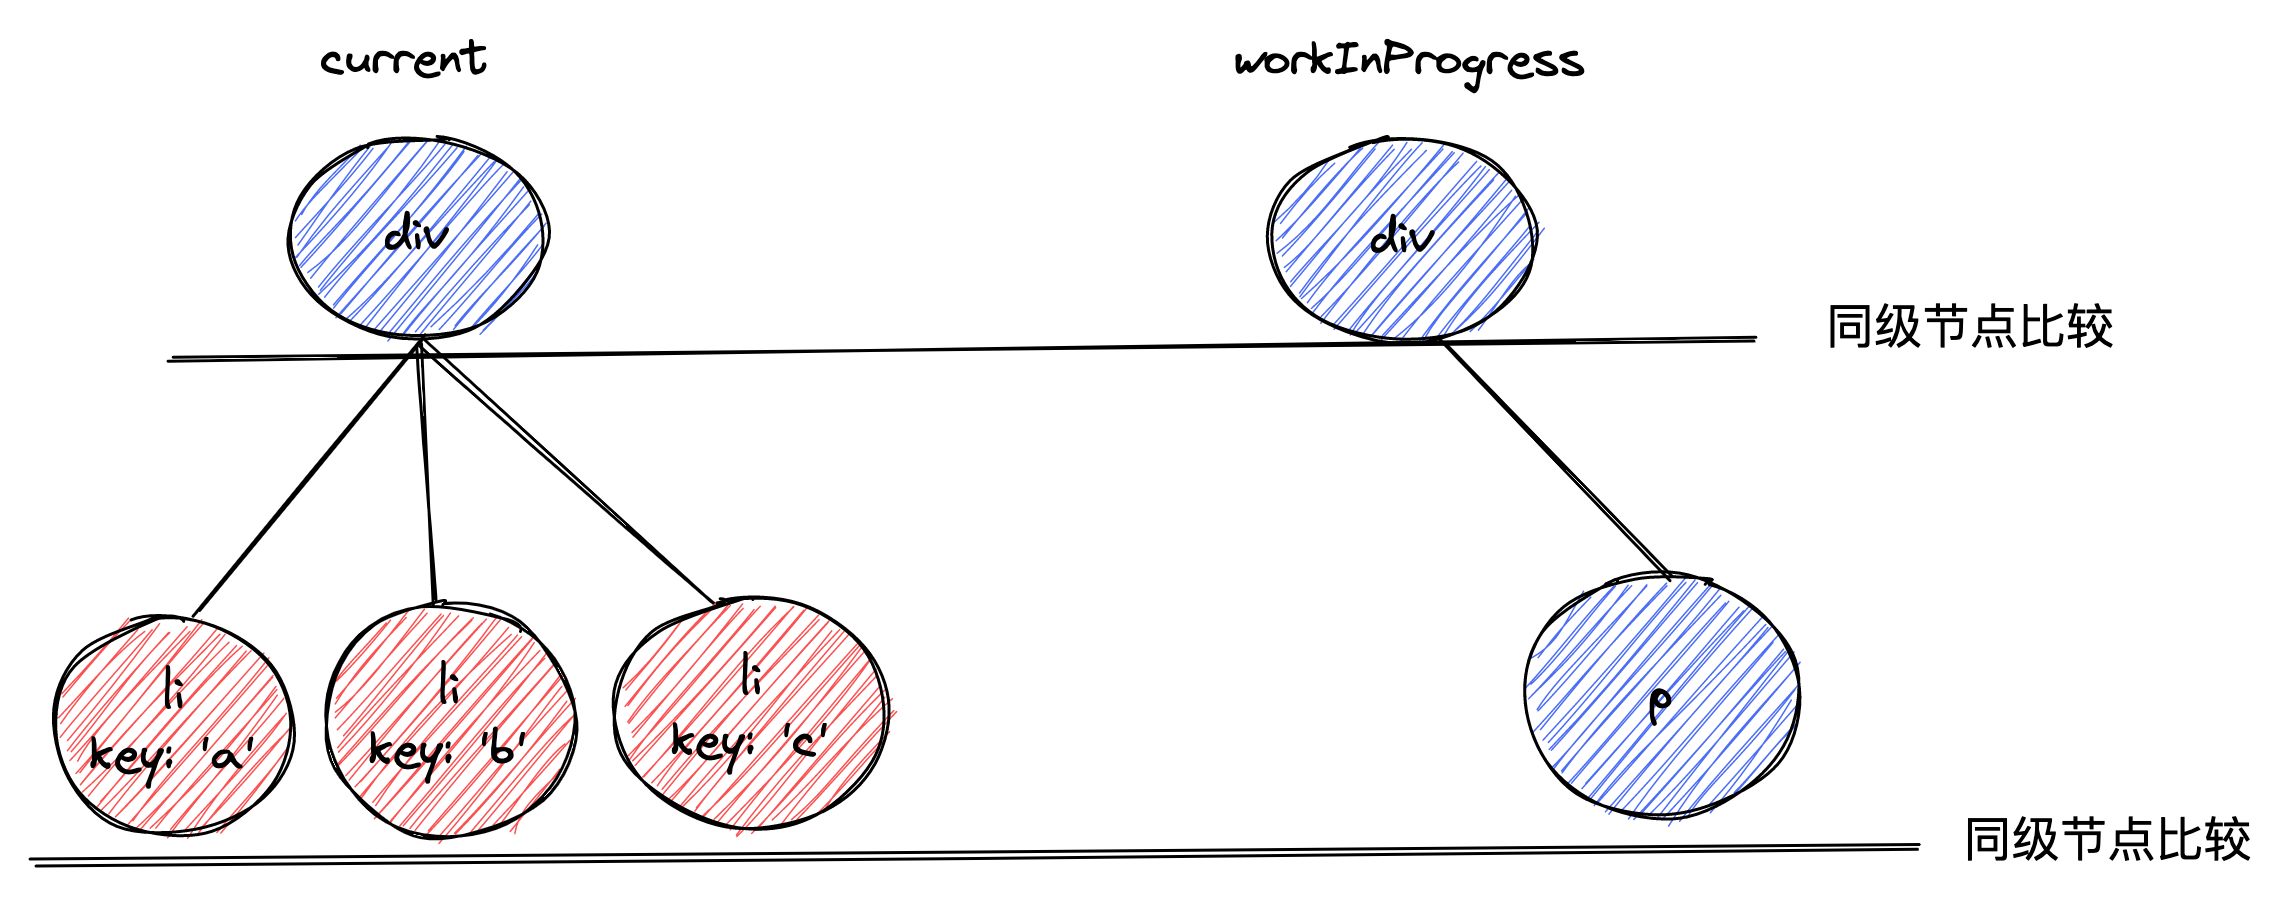 current
workInProgress
div
div
同级节点比较
li
key: 'a'
li
key: 'b'
li
key: 'c'
p
同级节点比较